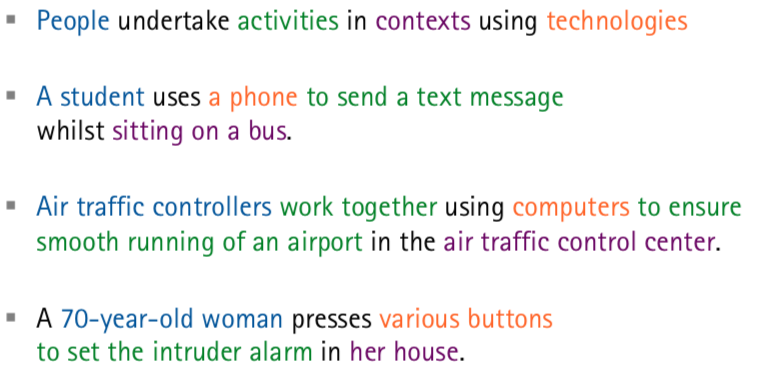 ▪ People undertake activities in contexts using technologies
▪ A student uses a phone to send a text message
whilst sitting on a bus.
▪ Air traffic controllers work together using computers to ensure
smooth running of an airport in the air traffic control center.
▪ A 70-year-old woman presses various buttons
to set the intruder alarm in her house.